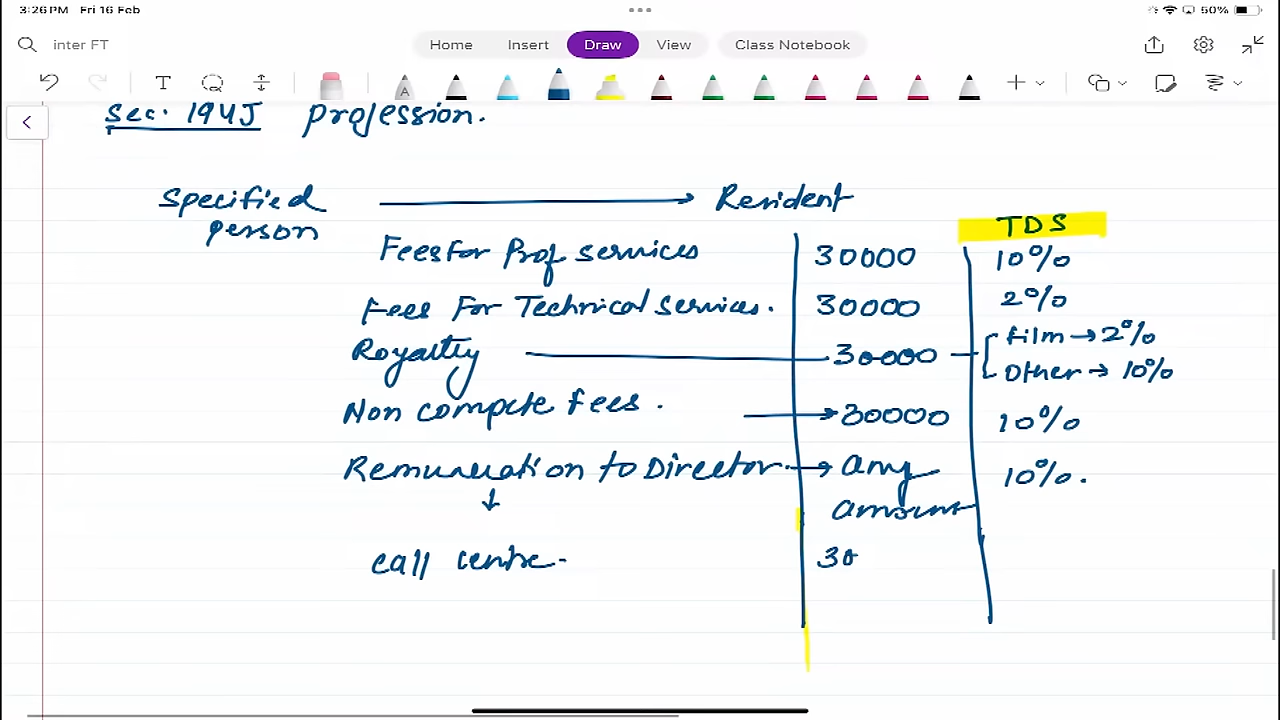 3:26 PM Fri 16 Feb
50%
inter FT
Home Insert Draw View Class Notebook
Sec. 194J Profession.
Specified person → Resident
TDS
Fees For Prof services 30000 10%
Fees For Technical Services. 30000 2%
Royaltly 30000 film → 2%
Other → 10%
Non compete fees. → 30000 10%
Remuneration to Director. → any amount 10%.
↓
call centre. 30